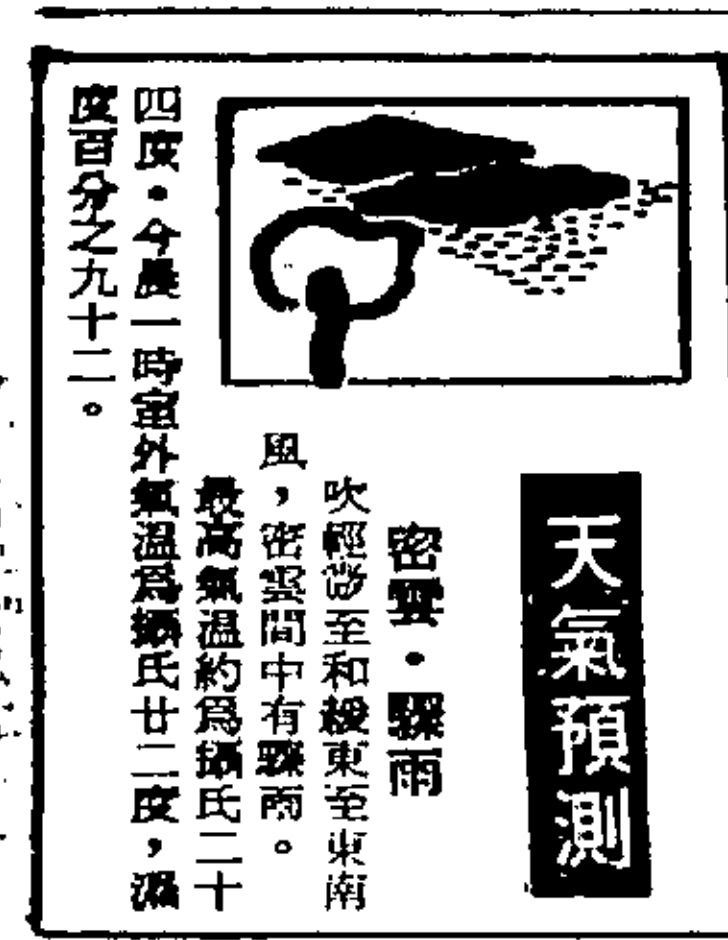 天氣預測
密雲•驟雨
吹輕微至和緩東至東南
風，密雲間中有驟雨。
最高氣溫約爲攝氏二十
四度•今晨一時室外氣溫爲攝氏廿二度，濕
度百分之九十二。